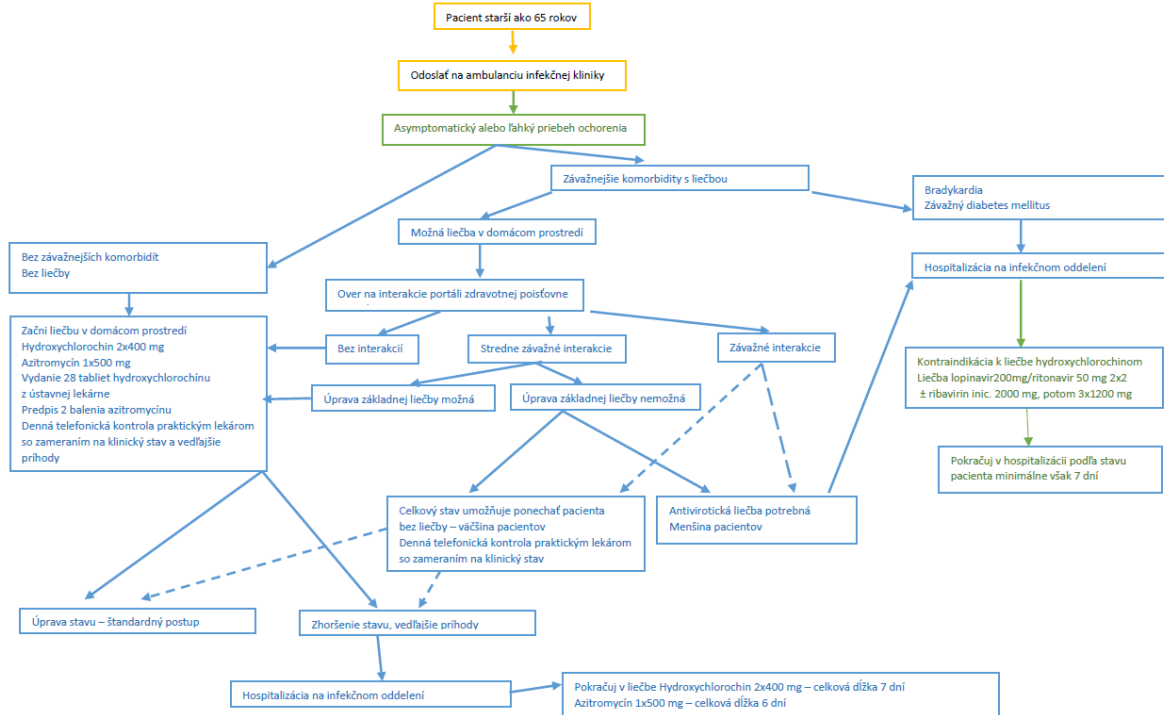 Pacient starší ako 65 rokov
Odoslať na ambulanciu infekčnej kliniky
Asymptomatický alebo ľahký priebeh ochorenia
Závažnejšie komorbidity s liečbou
Bradykardia
Závažný diabetes mellitus
Možná liečba v domácom prostredí
Bez závažnejších komorbidít
Bez liečby
Hospitalizácia na infekčnom oddelení
Over na interakcie portáli zdravotnej poisťovne
Začni liečbu v domácom prostredí
Hydroxychlorochin 2x400 mg
Azitromycín 1x500 mg
Vydanie 28 tabliet hydroxychlorochínu
z ústavnej lekárne
Predpis 2 balenia azitromycínu
Denná telefonická kontrola praktickým lekárom
so zameraním na klinický stav a vedľajšie
príhody
Bez interakcií
Stredne závažné interakcie
Závažné interakcie
Kontraindikácia k liečbe hydroxychlorochinom
Liečba lopinavir200mg/ritonavir 50 mg 2x2
± ribavirin inic. 2000 mg, potom 3x1200 mg
Úprava základnej liečby možná
Úprava základnej liečby nemožná
Pokračuj v hospitalizácii podľa stavu
pacienta minimálne však 7 dní
Celkový stav umožňuje ponechať pacienta
bez liečby – väčšina pacientov
Denná telefonická kontrola praktickým lekárom
so zameraním na klinický stav
Antivirotická liečba potrebná
Menšina pacientov
Úprava stavu – štandardný postup
Zhoršenie stavu, vedľajšie príhody
Hospitalizácia na infekčnom oddelení
Pokračuj v liečbe Hydroxychlorochin 2x400 mg – celková dĺžka 7 dní
Azitromycín 1x500 mg – celková dĺžka 6 dní